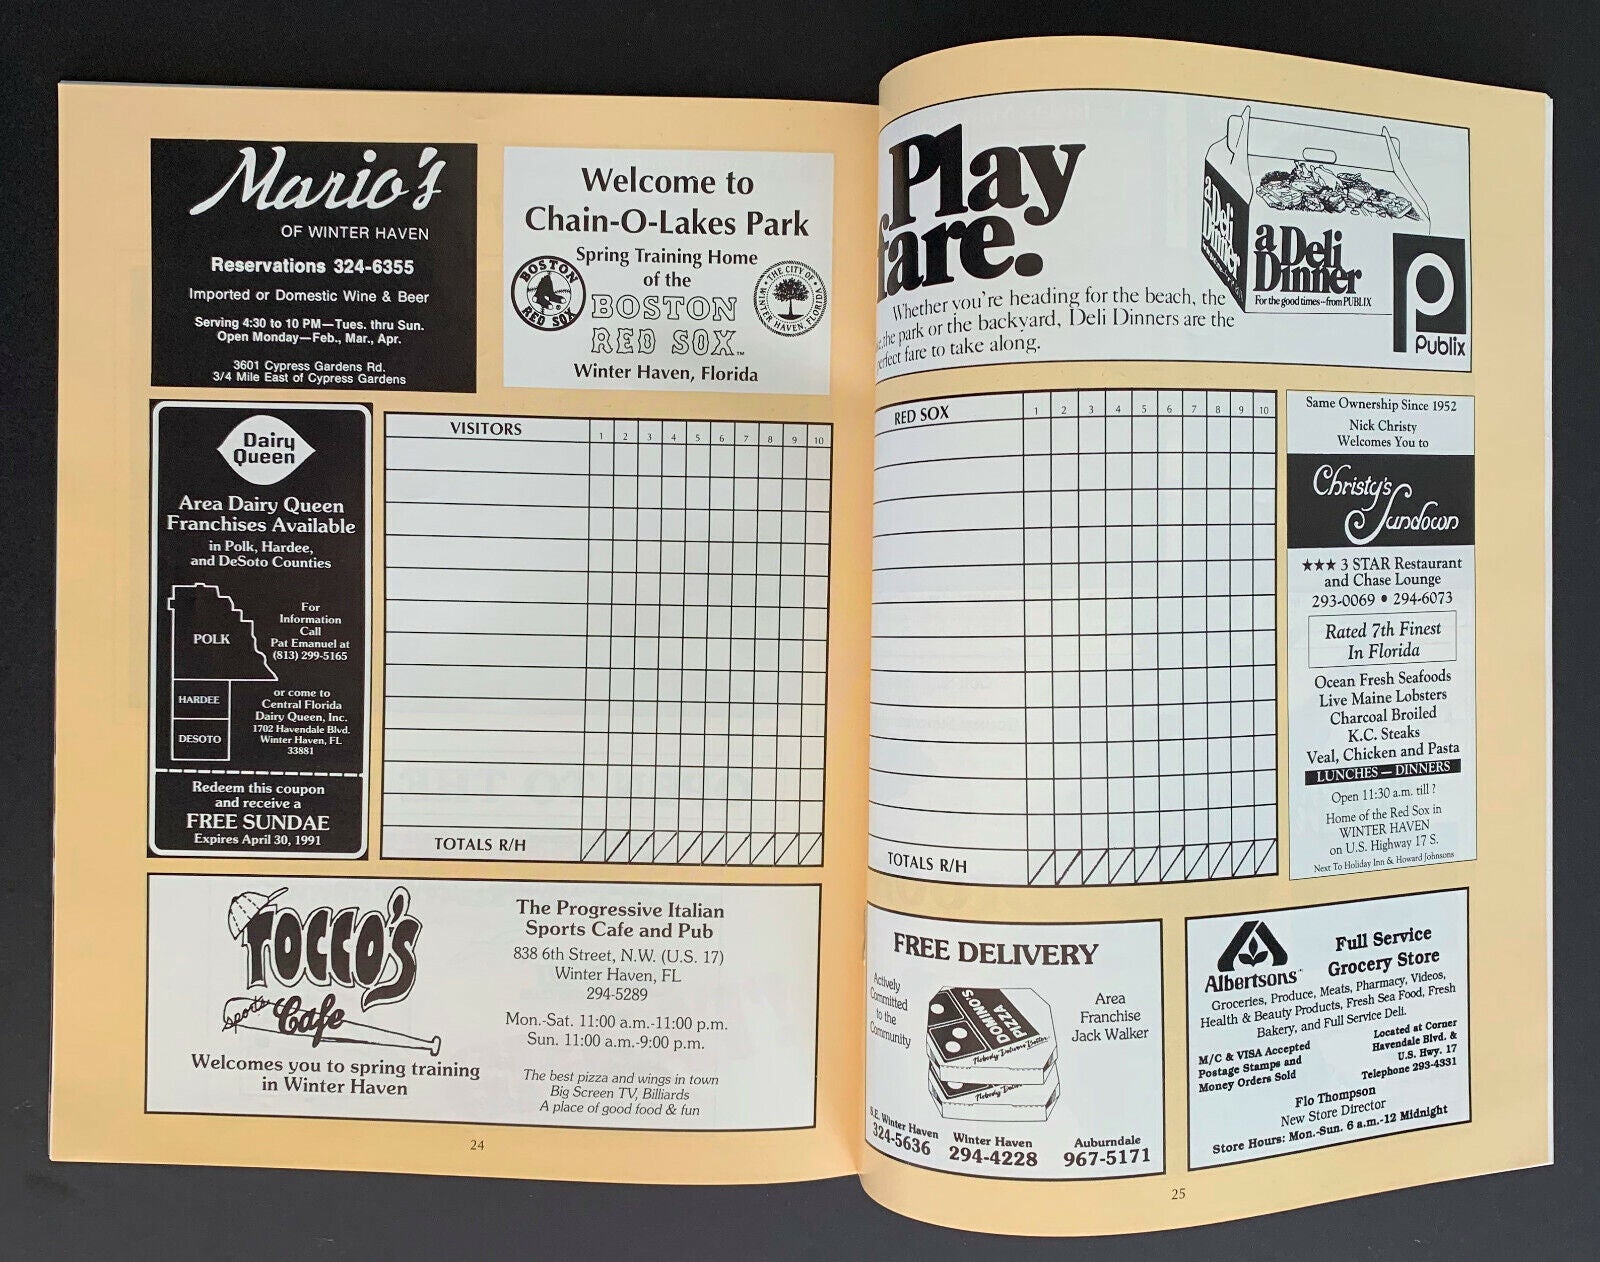 Mario's
OF WINTER HAVEN
Reservations 324-6355
Imported or Domestic Wine & Beer
Serving 4:30 to 10 PM—Tues. thru Sun.
Open Monday—Feb., Mar., Apr.
3601 Cypress Gardens Rd.
3/4 Mile East of Cypress Gardens
Welcome to
Chain-O-Lakes Park
Spring Training Home
of the
BOSTON
RED SOX™
Winter Haven, Florida
BOSTON
RED SOX
THE CITY OF
WINTER HAVEN, FLORIDA
Dairy
Queen
Area Dairy Queen
Franchises Available
in Polk, Hardee,
and DeSoto Counties
POLK
HARDEE
DESOTO
For
Information
Call
Pat Emanuel at
(813) 299-5165
or come to
Central Florida
Dairy Queen, Inc.
1702 Havendale Blvd.
Winter Haven, FL
33881
Redeem this coupon
and receive a
FREE SUNDAE
Expires April 30, 1991
VISITORS 1 2 3 4 5 6 7 8 9 10
TOTALS R/H
Rocco's
sports
Cafe
Welcomes you to spring training
in Winter Haven
The Progressive Italian
Sports Cafe and Pub
838 6th Street, N.W. (U.S. 17)
Winter Haven, FL
294-5289
Mon.-Sat. 11:00 a.m.-11:00 p.m.
Sun. 11:00 a.m.-9:00 p.m.
The best pizza and wings in town
Big Screen TV, Billiards
A place of good food & fun
24
Play
fare.
Whether you're heading for the beach, the
the park or the backyard, Deli Dinners are the
fare to take along.
a
Deli
Dinner
a
Deli
Dinner
For the good times--from PUBLIX
Publix
RED SOX 1 2 3 4 5 6 7 8 9 10
TOTALS R/H
Same Ownership Since 1952
Nick Christy
Welcomes You to
Christy's
Sundown
★★★ 3 STAR Restaurant
and Chase Lounge
293-0069 • 294-6073
Rated 7th Finest
In Florida
Ocean Fresh Seafoods
Live Maine Lobsters
Charcoal Broiled
K.C. Steaks
Veal, Chicken and Pasta
LUNCHES — DINNERS
Open 11:30 a.m. till ?
Home of the Red Sox in
WINTER HAVEN
on U.S. Highway 17 S.
Next To Holiday Inn & Howard Johnsons
FREE DELIVERY
Actively
Committed
to the
Community
DOMINO'S
PIZZA
Nobody Delivers Better
Nobody
Area
Franchise
Jack Walker
S.E. Winter Haven
324-5636
Winter Haven
294-4228
Auburndale
967-5171
Albertsons™
Full Service
Grocery Store
Groceries, Produce, Meats, Pharmacy, Videos,
Health & Beauty Products, Fresh Sea Food, Fresh
Bakery, and Full Service Deli.
M/C & VISA Accepted
Postage Stamps and
Money Orders Sold
Located at Corner
Havendale Blvd. &
U.S. Hwy. 17
Telephone 293-4331
Flo Thompson
New Store Director
Store Hours: Mon.-Sun. 6 a.m.-12 Midnight
25